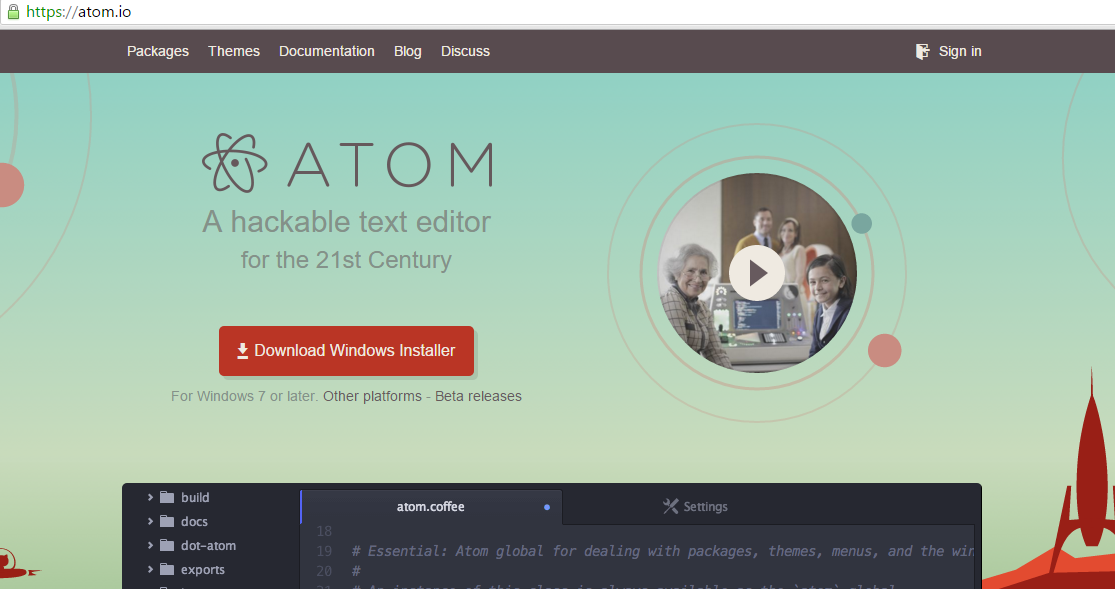 https://atom.io
Packages Themes Documentation Blog Discuss Sign in
ATOM
A hackable text editor
for the 21st Century
Download Windows Installer
For Windows 7 or later. Other platforms - Beta releases
build
docs
dot-atom
exports
atom.coffee
Settings
18
19 # Essential: Atom global for dealing with packages, themes, menus, and the win
20 #